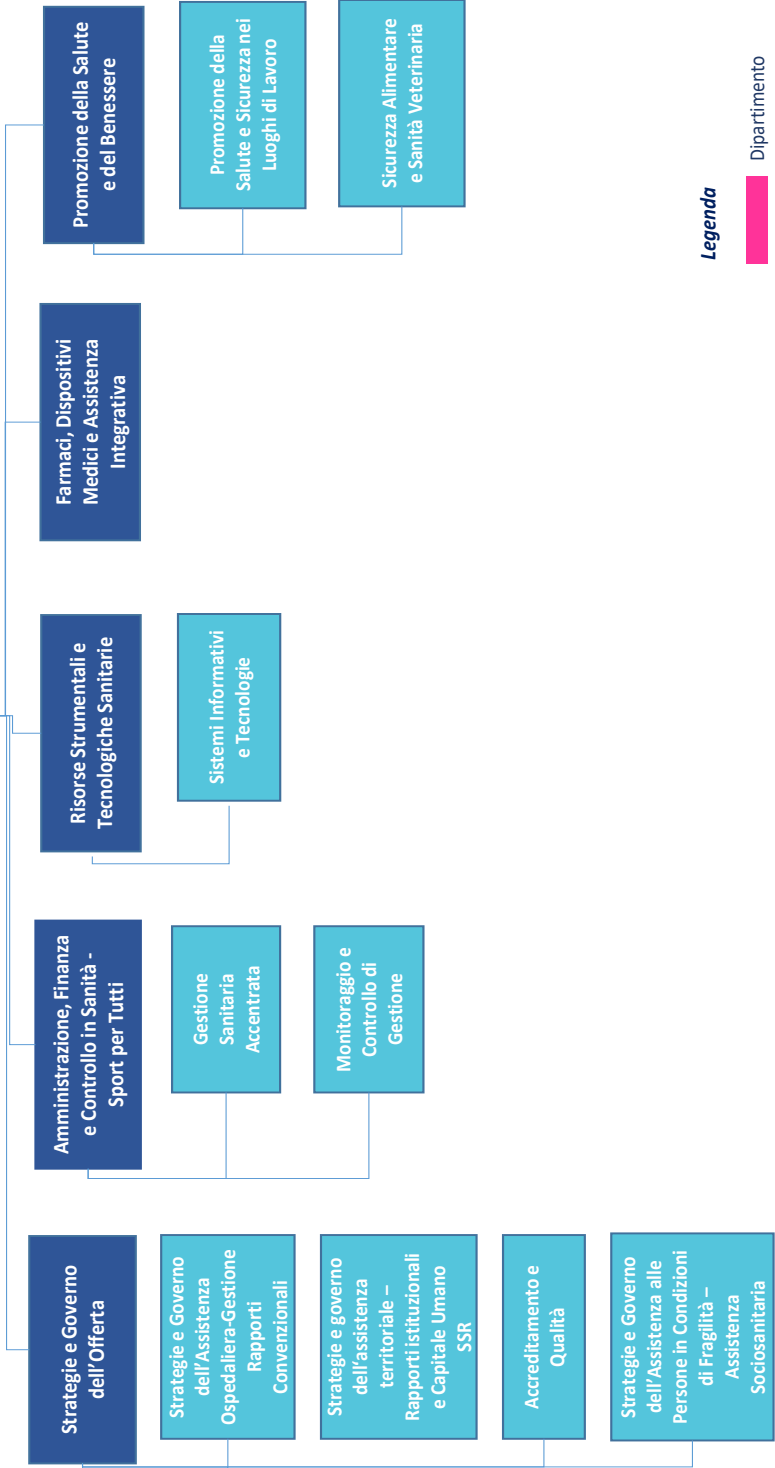 Strategie e Governo
dell’Offerta
Strategie e Governo
dell’Assistenza
Ospedaliera-Gestione
Rapporti
Convenzionali
Strategie e governo
dell’assistenza
territoriale –
Rapporti istituzionali
e Capitale Umano
SSR
Accreditamento e
Qualità
Strategie e Governo
dell’Assistenza alle
Persone in Condizioni
di Fragilità –
Assistenza
Sociosanitaria
Amministrazione, Finanza
e Controllo in Sanità -
Sport per Tutti
Gestione
Sanitaria
Accentrata
Monitoraggio e
Controllo di
Gestione
Risorse Strumentali e
Tecnologiche Sanitarie
Sistemi Informativi
e Tecnologie
Farmaci, Dispositivi
Medici e Assistenza
Integrativa
Promozione della Salute
e del Benessere
Promozione della
Salute e Sicurezza nei
Luoghi di Lavoro
Sicurezza Alimentare
e Sanità Veterinaria
Legenda
Dipartimento